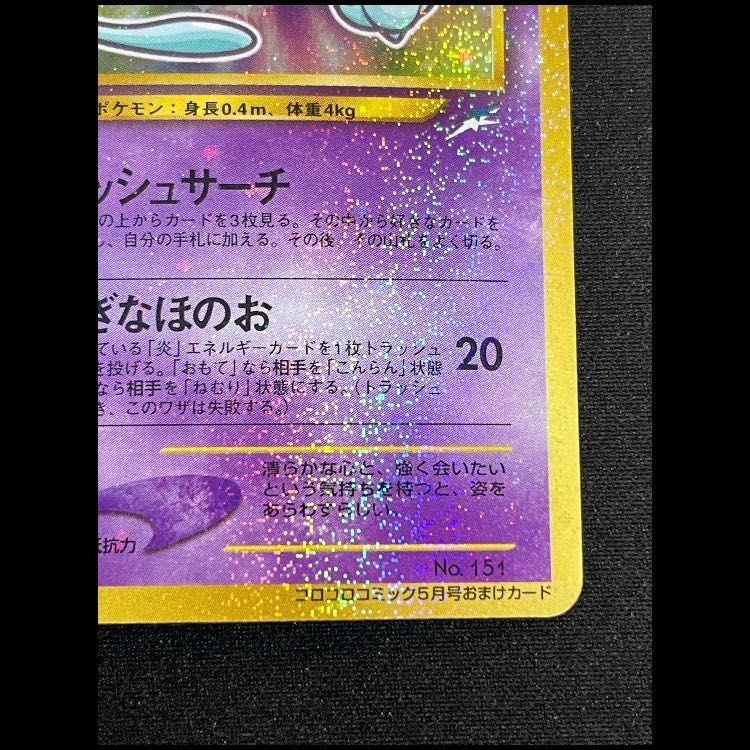 ポケモン：身長0.4m、体重4kg
ッシュサーチ
の上からカードを3枚見る。その中から好きなカードを
し、自分の手札に加える。その後、その山札をよく切る。
ぎなほのお
20
ている「炎」エネルギーカードを1枚トラッシュ
を投げる。「おもて」なら相手を「こんらん」状態
なら相手を「ねむり」状態にする。（トラッシュ
き、このワザは失敗する。）
清らかな心と、強く会いたい
という気持ちを持つと、姿を
あらわすらしい。
抵抗力
No. 151
コロコロコミック5月号おまけカード